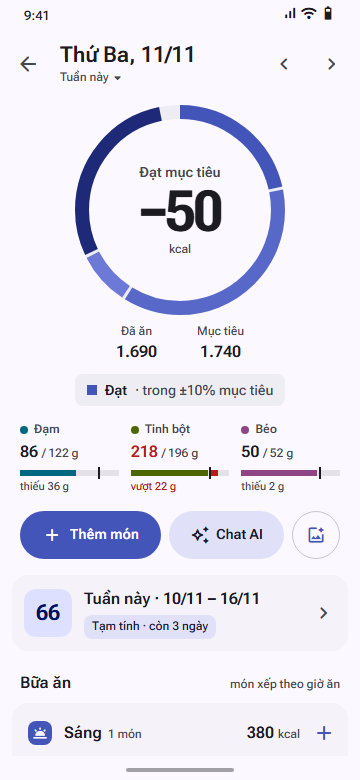 9:41
Thứ Ba, 11/11
Tuần này
Đạt mục tiêu
−50
kcal
Đã ăn
Mục tiêu
1.690
1.740
Đạt · trong ±10% mục tiêu
Đạm
Tinh bột
Béo
86 / 122 g
218 / 196 g
50 / 52 g
thiếu 36 g
vượt 22 g
thiếu 2 g
Thêm món
Chat AI
66
Tuần này · 10/11 – 16/11
Tạm tính · còn 3 ngày
Bữa ăn
món xếp theo giờ ăn
Sáng 1 món
380 kcal